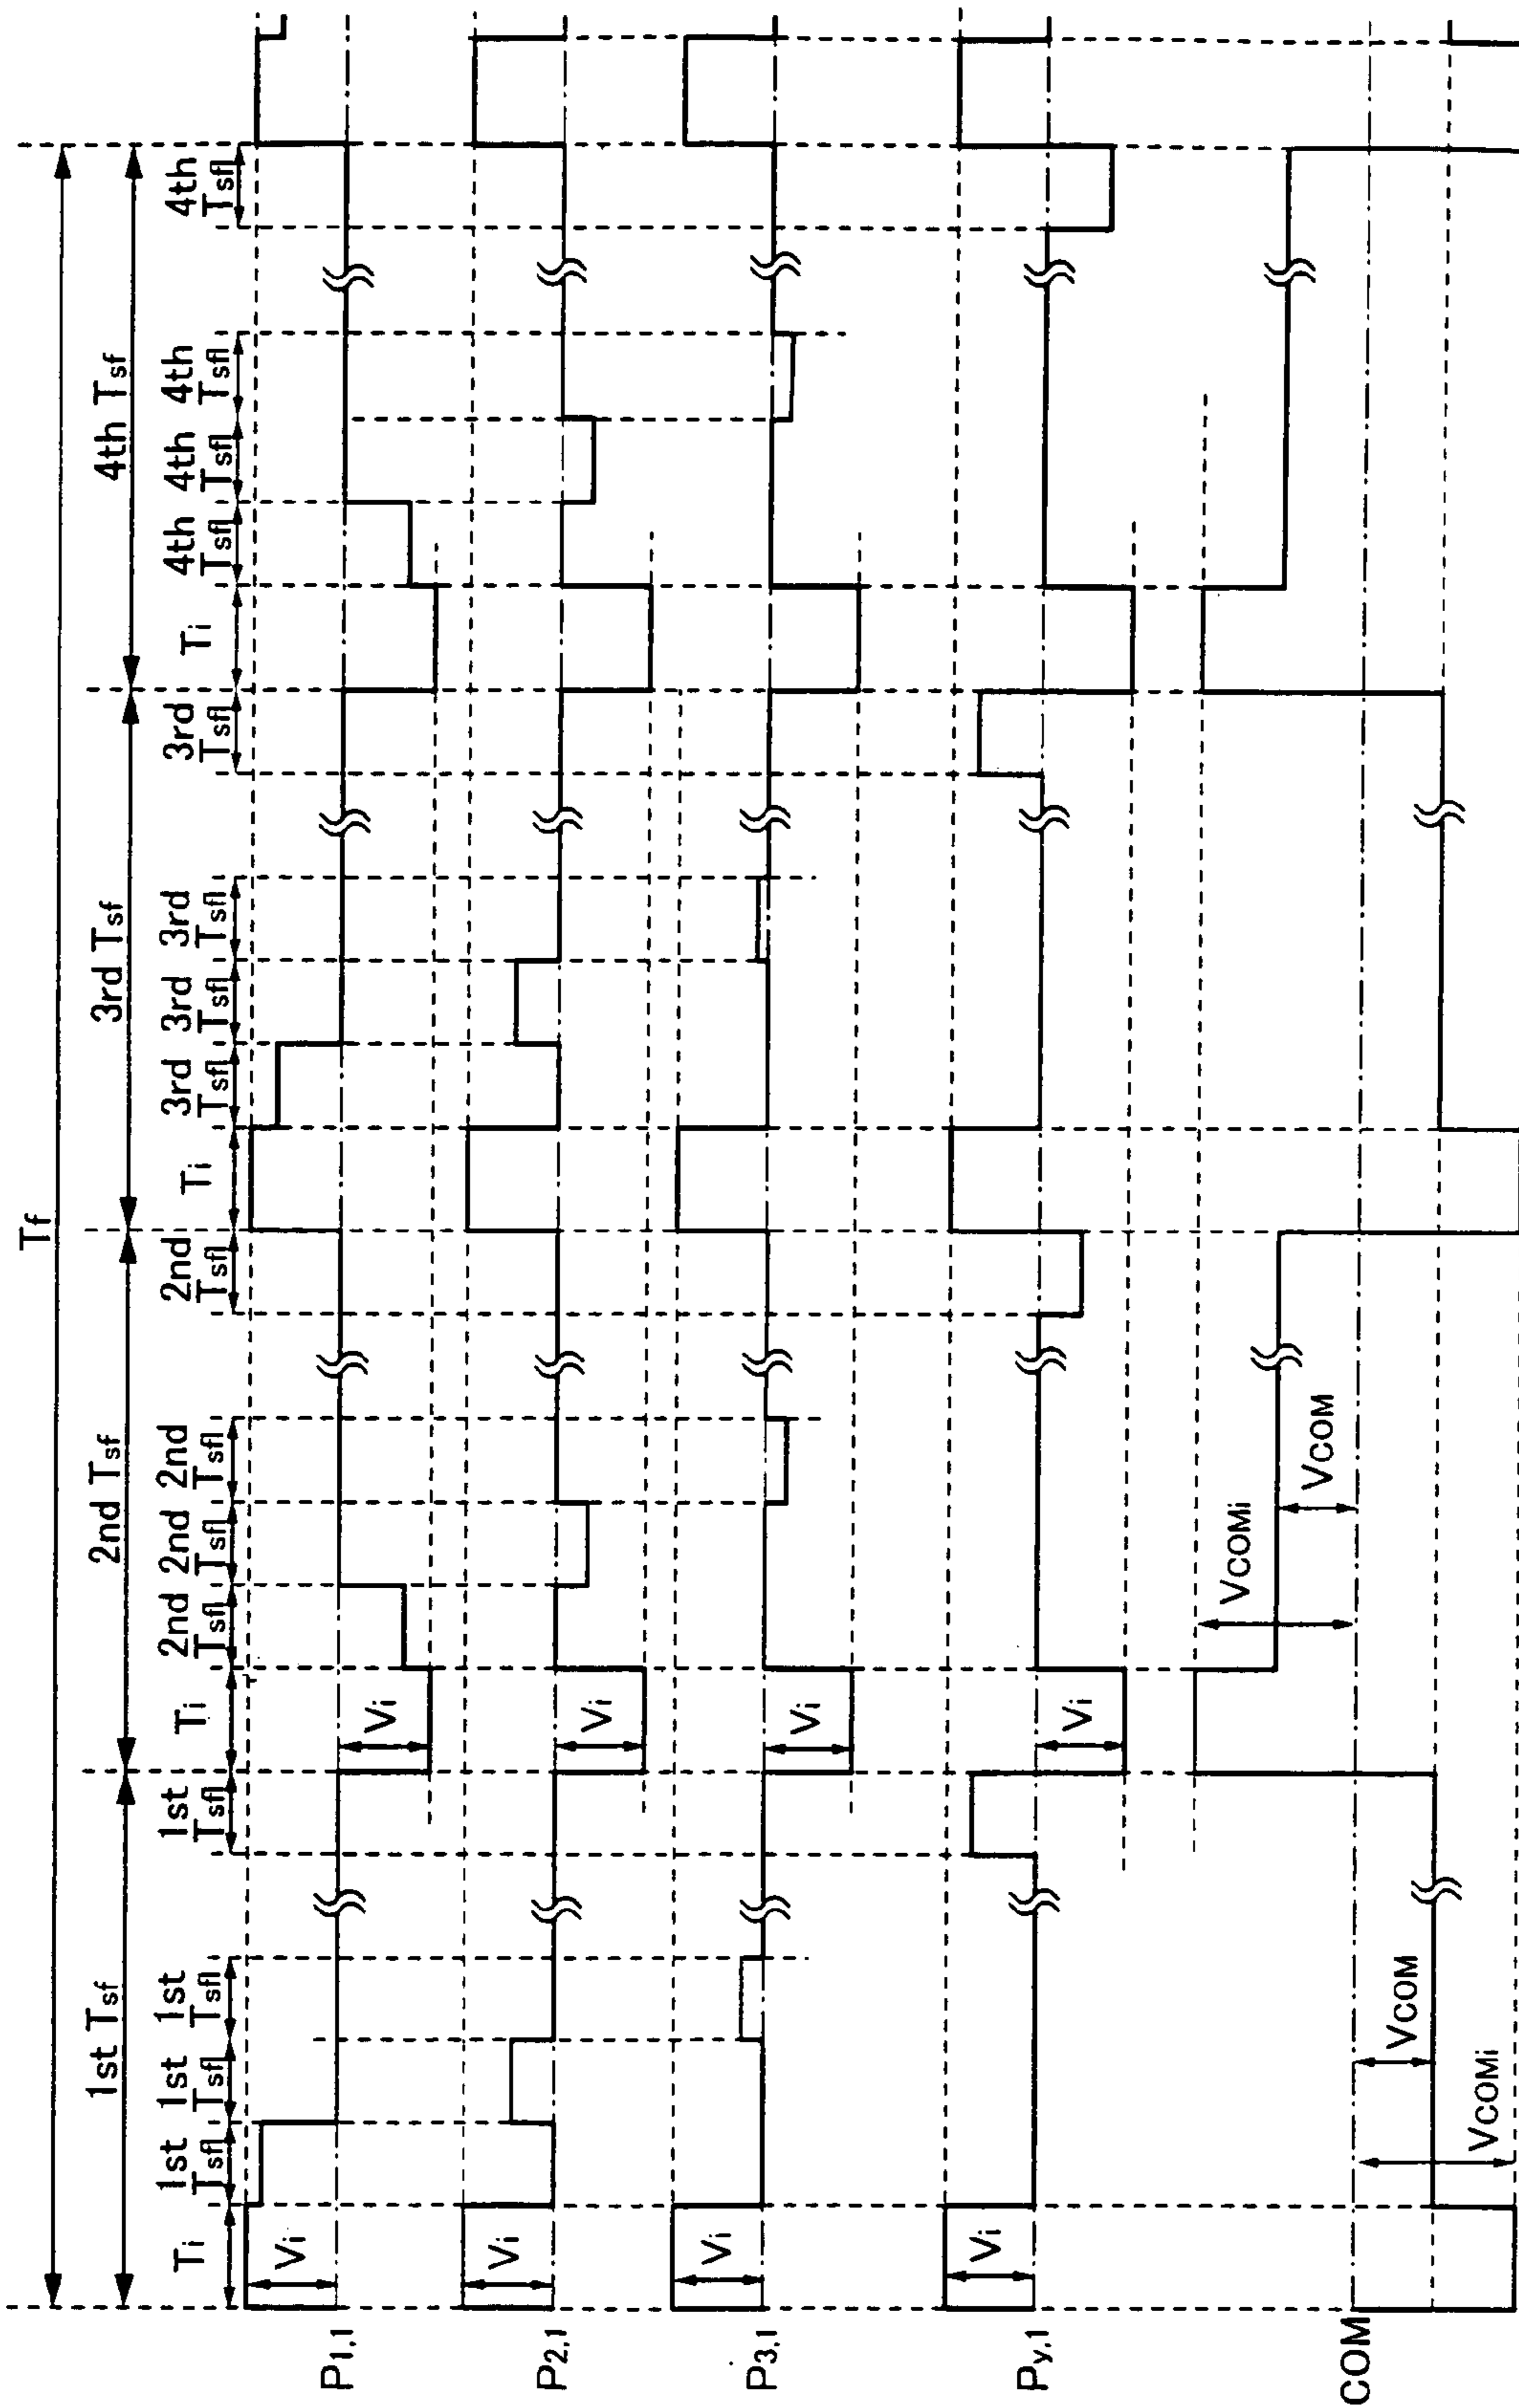 Tf
1st Tsf 2nd Tsf 3rd Tsf 4th Tsf
Ti 1st Tsfl 1st Tsfl 1st Tsfl 1st Tsfl Ti 2nd Tsfl 2nd Tsfl 2nd Tsfl 2nd Tsfl Ti 3rd Tsfl 3rd Tsfl 3rd Tsfl 3rd Tsfl Ti 4th Tsfl 4th Tsfl 4th Tsfl 4th Tsfl
P1,1 Vi Vi
P2,1 Vi Vi
P3,1 Vi Vi
Py,1 Vi Vi
VCOMi VCOM
COM VCOM
VCOMi